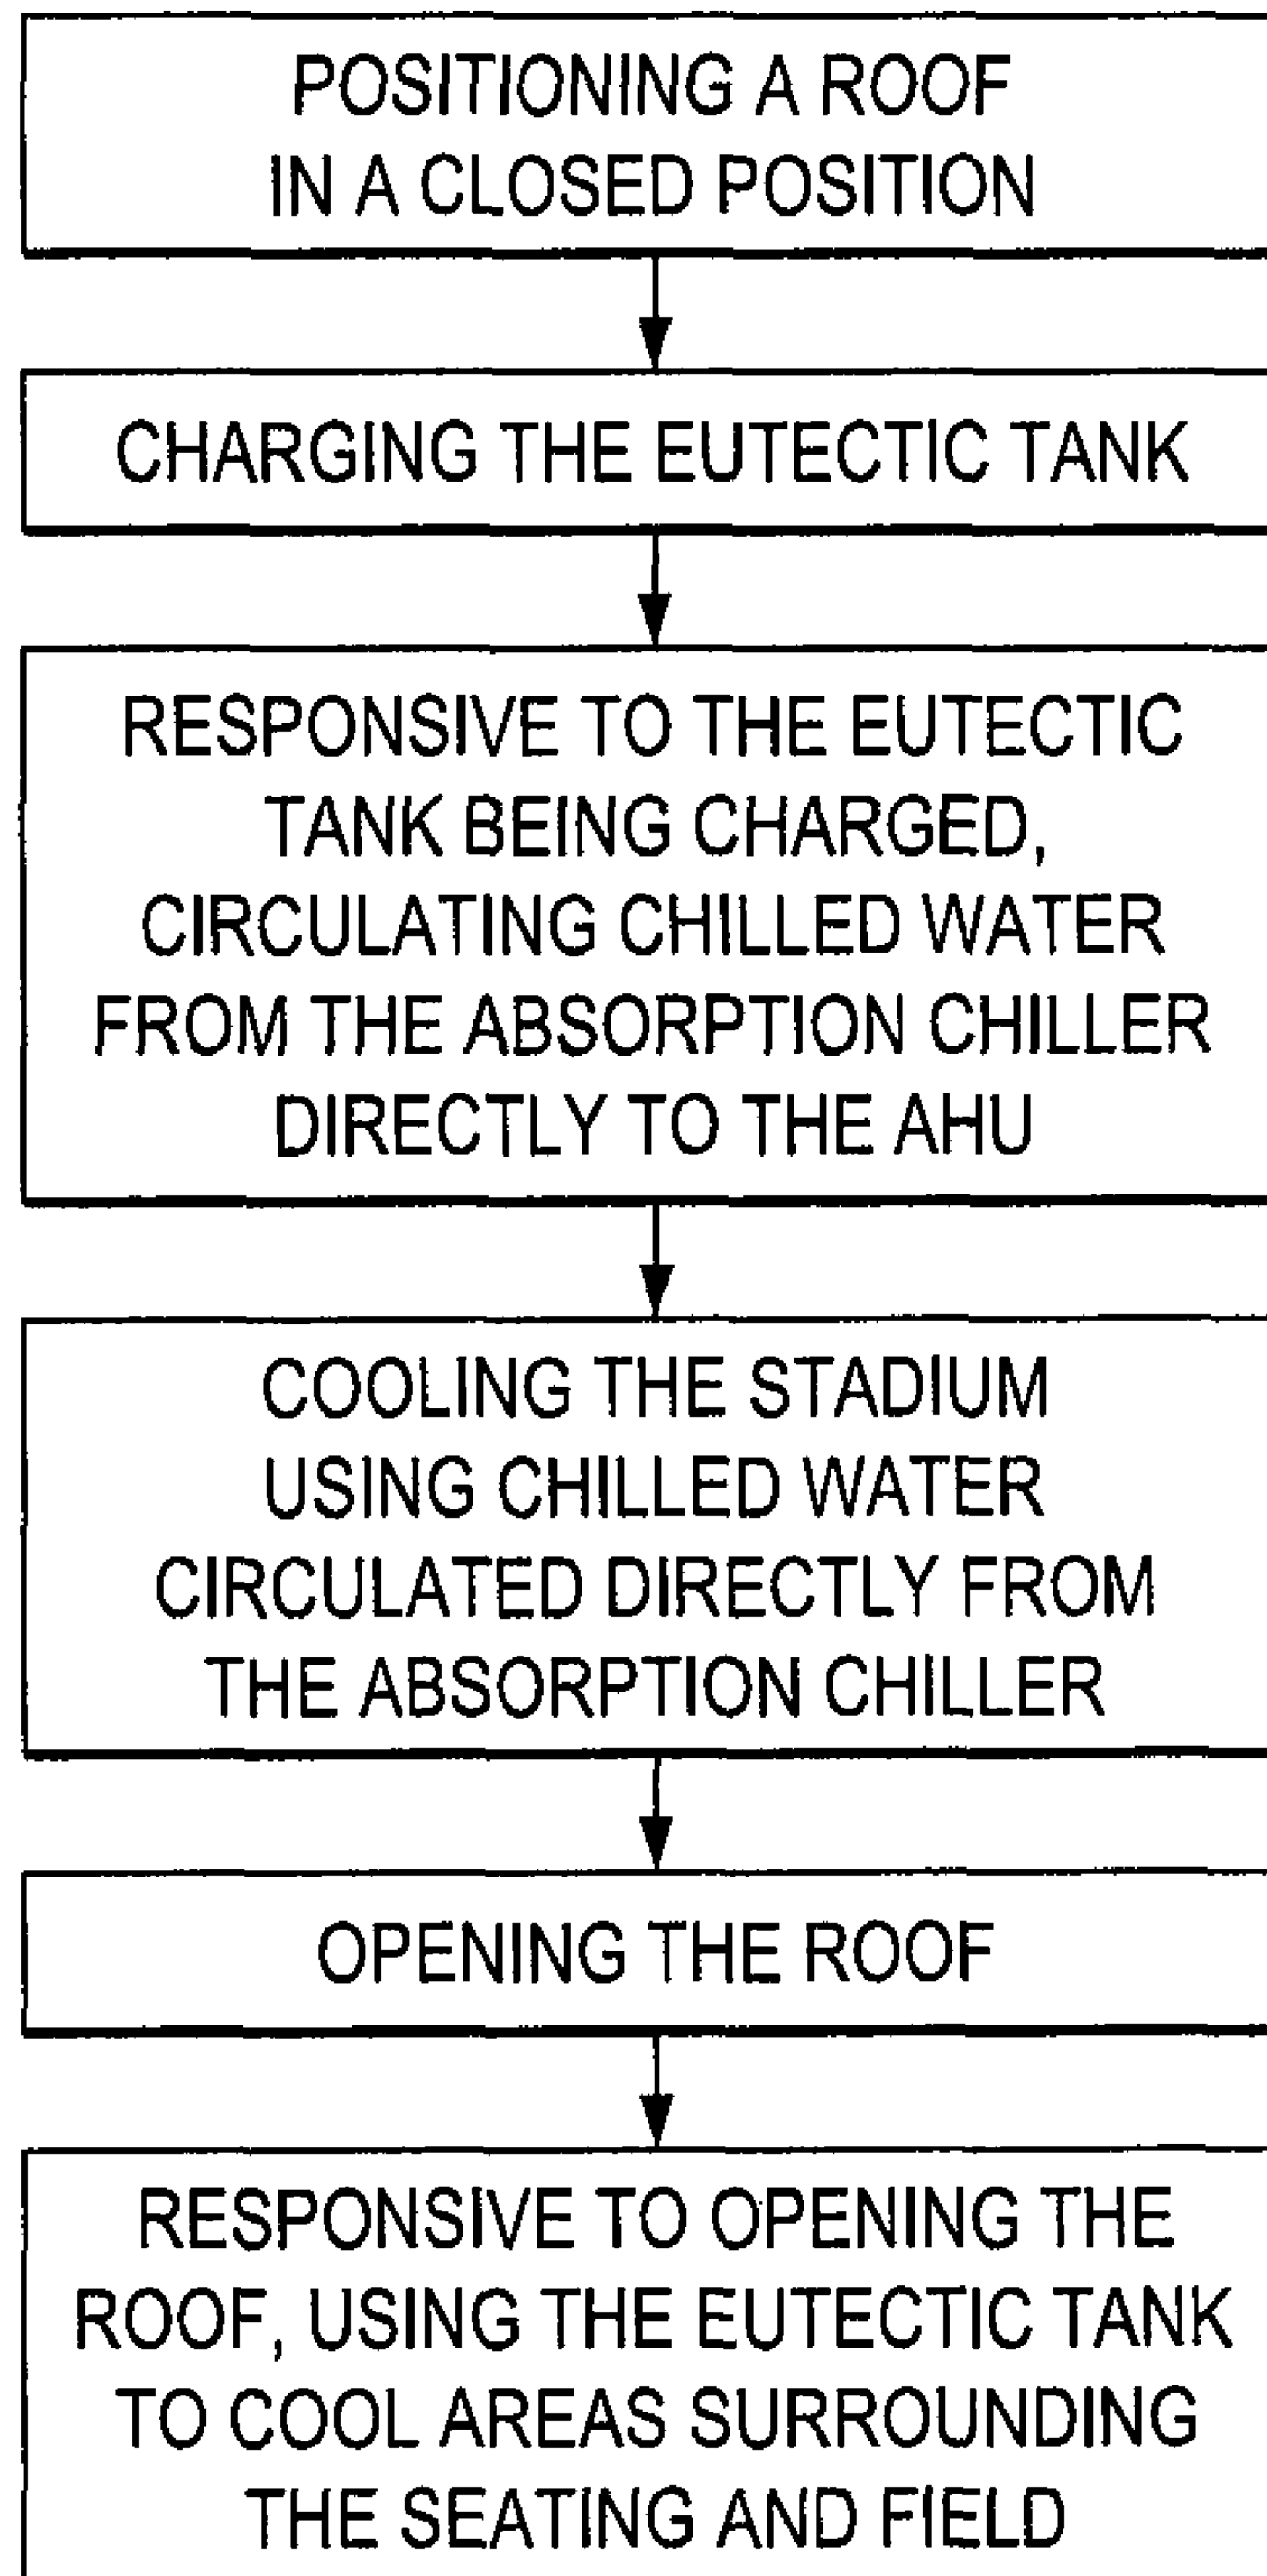 POSITIONING A ROOF
IN A CLOSED POSITION
CHARGING THE EUTECTIC TANK
RESPONSIVE TO THE EUTECTIC
TANK BEING CHARGED,
CIRCULATING CHILLED WATER
FROM THE ABSORPTION CHILLER
DIRECTLY TO THE AHU
COOLING THE STADIUM
USING CHILLED WATER
CIRCULATED DIRECTLY FROM
THE ABSORPTION CHILLER
OPENING THE ROOF
RESPONSIVE TO OPENING THE
ROOF, USING THE EUTECTIC TANK
TO COOL AREAS SURROUNDING
THE SEATING AND FIELD